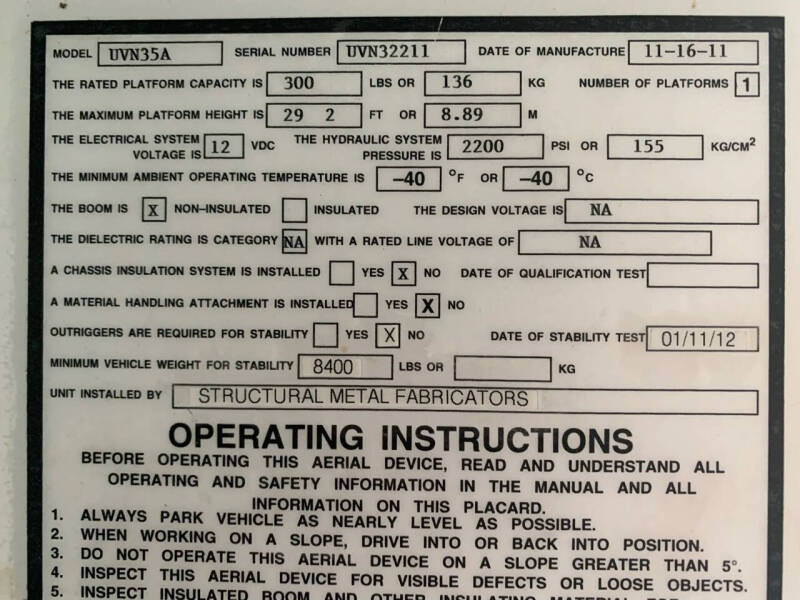 MODEL UVN35A SERIAL NUMBER UVN32211 DATE OF MANUFACTURE 11-16-11
THE RATED PLATFORM CAPACITY IS 300 LBS OR 136 KG NUMBER OF PLATFORMS 1
THE MAXIMUM PLATFORM HEIGHT IS 29 2 FT OR 8.89 M
THE ELECTRICAL SYSTEM VOLTAGE IS 12 VDC THE HYDRAULIC SYSTEM PRESSURE IS 2200 PSI OR 155 KG/CM²
THE MINIMUM AMBIENT OPERATING TEMPERATURE IS -40 °F OR -40 °C
THE BOOM IS X NON-INSULATED INSULATED THE DESIGN VOLTAGE IS NA
THE DIELECTRIC RATING IS CATEGORY NA WITH A RATED LINE VOLTAGE OF NA
A CHASSIS INSULATION SYSTEM IS INSTALLED YES X NO DATE OF QUALIFICATION TEST
A MATERIAL HANDLING ATTACHMENT IS INSTALLED YES X NO
OUTRIGGERS ARE REQUIRED FOR STABILITY YES X NO DATE OF STABILITY TEST 01/11/12
MINIMUM VEHICLE WEIGHT FOR STABILITY 8400 LBS OR KG
UNIT INSTALLED BY STRUCTURAL METAL FABRICATORS
OPERATING INSTRUCTIONS
BEFORE OPERATING THIS AERIAL DEVICE, READ AND UNDERSTAND ALL
OPERATING AND SAFETY INFORMATION IN THE MANUAL AND ALL
INFORMATION ON THIS PLACARD.
1. ALWAYS PARK VEHICLE AS NEARLY LEVEL AS POSSIBLE.
2. WHEN WORKING ON A SLOPE, DRIVE INTO OR BACK INTO POSITION.
3. DO NOT OPERATE THIS AERIAL DEVICE ON A SLOPE GREATER THAN 5°.
4. INSPECT THIS AERIAL DEVICE FOR VISIBLE DEFECTS OR LOOSE OBJECTS.
5. INSPECT INSULATED BOOM AND OTHER INSULATING MATERIAL FOR